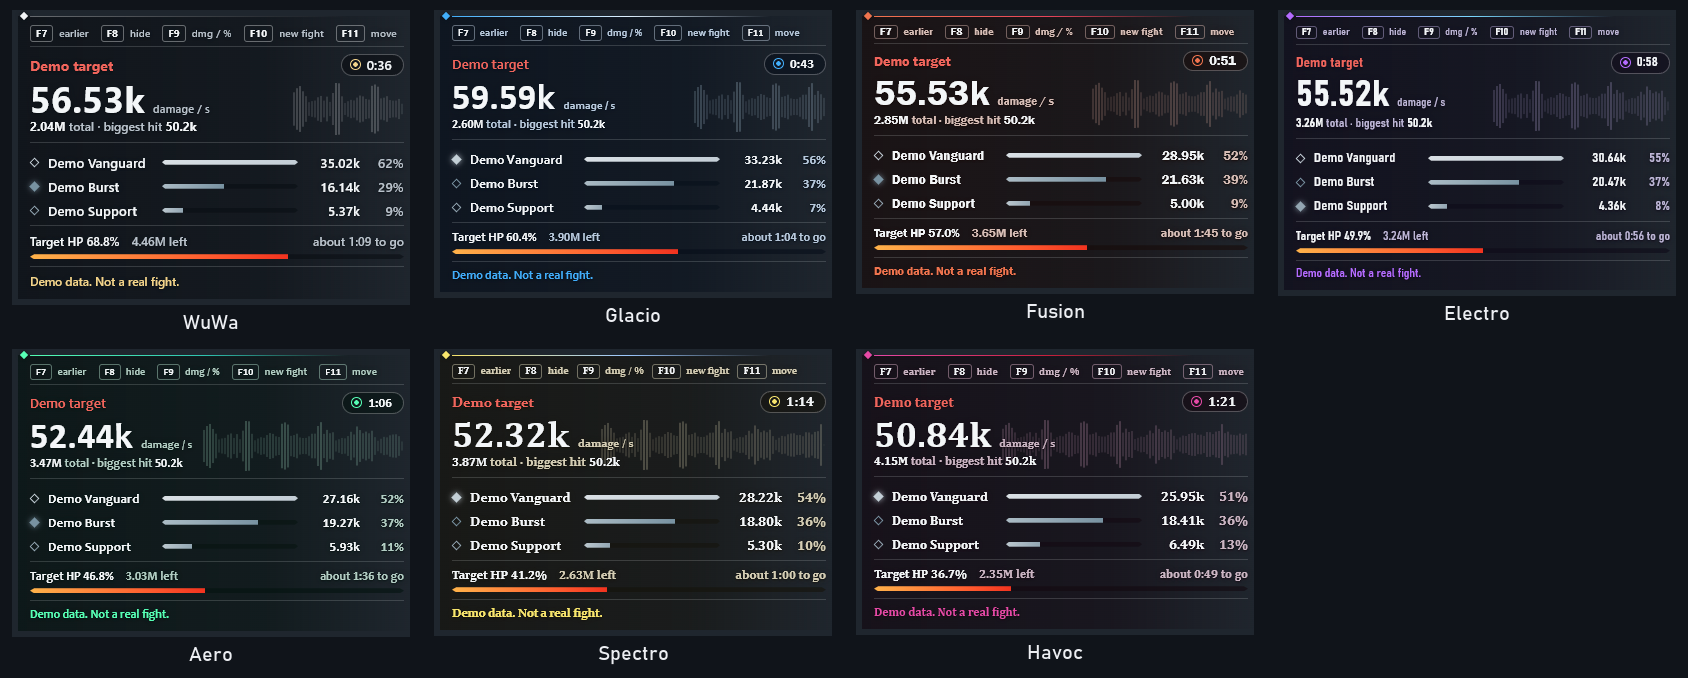 F7 earlier F8 hide F9 dmg / % F10 new fight F11 move
Demo target 0:36
56.53k damage / s
2.04M total · biggest hit 50.2k
Demo Vanguard 35.02k 62%
Demo Burst 16.14k 29%
Demo Support 5.37k 9%
Target HP 68.8% 4.46M left about 1:09 to go
Demo data. Not a real fight.
WuWa
F7 earlier F8 hide F9 dmg / % F10 new fight F11 move
Demo target 0:43
59.59k damage / s
2.60M total · biggest hit 50.2k
Demo Vanguard 33.23k 56%
Demo Burst 21.87k 37%
Demo Support 4.44k 7%
Target HP 60.4% 3.90M left about 1:04 to go
Demo data. Not a real fight.
Glacio
F7 earlier F8 hide F9 dmg / % F10 new fight F11 move
Demo target 0:51
55.53k damage / s
2.85M total · biggest hit 50.2k
Demo Vanguard 28.95k 52%
Demo Burst 21.63k 39%
Demo Support 5.00k 9%
Target HP 57.0% 3.65M left about 1:45 to go
Demo data. Not a real fight.
Fusion
F7 earlier F8 hide F9 dmg / % F10 new fight F11 move
Demo target 0:58
55.52k damage / s
3.26M total · biggest hit 50.2k
Demo Vanguard 30.64k 55%
Demo Burst 20.47k 37%
Demo Support 4.36k 8%
Target HP 49.9% 3.24M left about 0:56 to go
Demo data. Not a real fight.
Electro
F7 earlier F8 hide F9 dmg / % F10 new fight F11 move
Demo target 1:06
52.44k damage / s
3.47M total · biggest hit 50.2k
Demo Vanguard 27.16k 52%
Demo Burst 19.27k 37%
Demo Support 5.93k 11%
Target HP 46.8% 3.03M left about 1:36 to go
Demo data. Not a real fight.
Aero
F7 earlier F8 hide F9 dmg / % F10 new fight F11 move
Demo target 1:14
52.32k damage / s
3.87M total · biggest hit 50.2k
Demo Vanguard 28.22k 54%
Demo Burst 18.80k 36%
Demo Support 5.30k 10%
Target HP 41.2% 2.63M left about 1:00 to go
Demo data. Not a real fight.
Spectro
F7 earlier F8 hide F9 dmg / % F10 new fight F11 move
Demo target 1:21
50.84k damage / s
4.15M total · biggest hit 50.2k
Demo Vanguard 25.95k 51%
Demo Burst 18.41k 36%
Demo Support 6.49k 13%
Target HP 36.7% 2.35M left about 0:49 to go
Demo data. Not a real fight.
Havoc